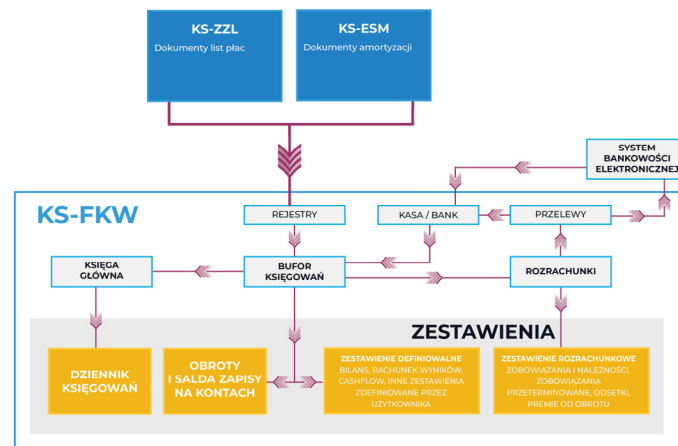 KS-ZZL
Dokumenty list płac
KS-ESM
Dokumenty amortyzacji
SYSTEM
BANKOWOŚCI
ELEKTRONICZNEJ
KS-FKW
REJESTRY
KASA / BANK
PRZELEWY
KSIĘGA
GŁÓWNA
BUFOR
KSIĘGOWAŃ
ROZRACHUNKI
ZESTAWIENIA
DZIENNIK
KSIĘGOWAŃ
OBROTY
I SALDA ZAPISY
NA KONTACH
ZESTAWIENIE DEFINIOWALNE
BILANS, RACHUNEK WYNIKÓW,
CASHFLOW, INNE ZESTAWIENIA
ZDEFINIOWANE PRZEZ
UŻYTKOWNIKA
ZESTAWIENIE ROZRACHUNKOWE
ZOBOWIĄZANIA I NALEŻNOŚCI,
ZOBOWIĄZANIA
PRZETERMINOWANE, ODSETKI,
PREMIE OD OBROTU